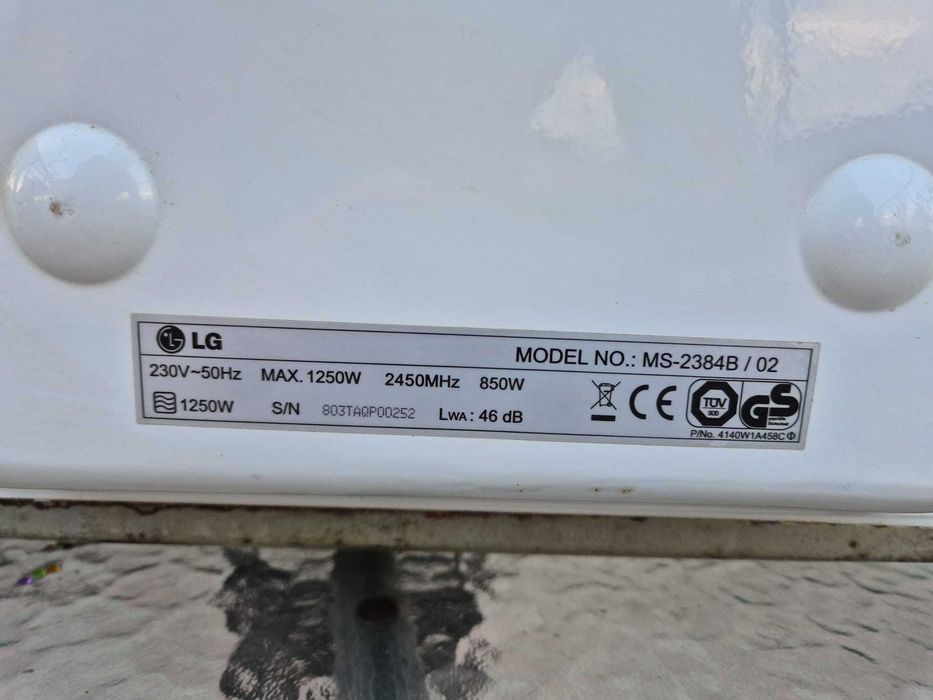 LG
MODEL NO.: MS-2384B / 02
230V~50Hz MAX. 1250W 2450MHz 850W
1250W S/N 803TAQP00252 LWA : 46 dB
CE TÜV GS
P/No. 4140W1A458C